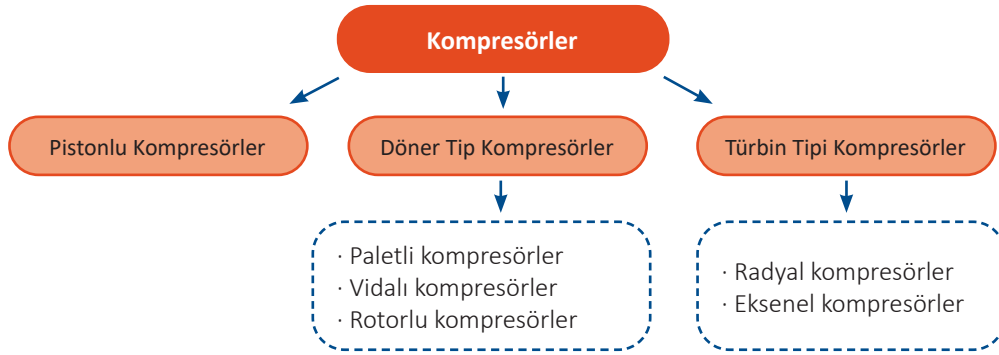 Kompresörler
Pistonlu Kompresörler
Döner Tip Kompresörler
Türbin Tipi Kompresörler
· Paletli kompresörler
· Vidalı kompresörler
· Rotorlu kompresörler
· Radyal kompresörler
· Eksenel kompresörler